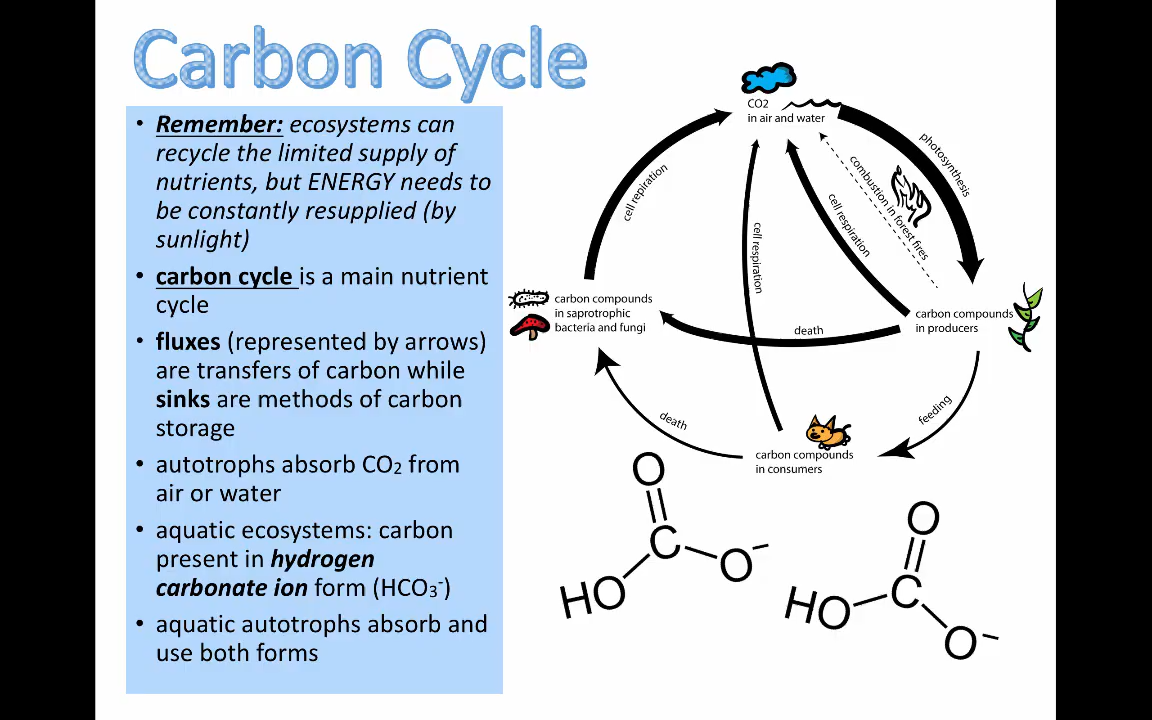 Carbon Cycle
• Remember: ecosystems can
recycle the limited supply of
nutrients, but ENERGY needs to
be constantly resupplied (by
sunlight)
• carbon cycle is a main nutrient
cycle
• fluxes (represented by arrows)
are transfers of carbon while
sinks are methods of carbon
storage
• autotrophs absorb CO2 from
air or water
• aquatic ecosystems: carbon
present in hydrogen
carbonate ion form (HCO3-)
• aquatic autotrophs absorb and
use both forms
CO2
in air and water
photosynthesis
combustion in forest fires
cell respiration
cell respiration
cell repiration
carbon compounds
in saprotrophic
bacteria and fungi
carbon compounds
in producers
death
feeding
death
carbon compounds
in consumers
O
C
O−
HO
O
C
HO
O−